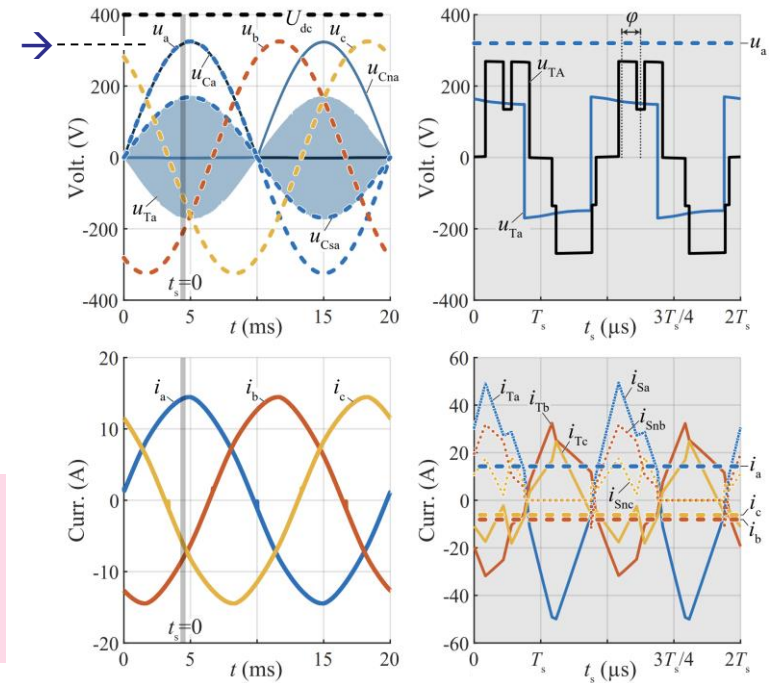 400
200
0
-200
-400
Volt. (V)
U_dc
u_a
u_b
u_c
u_Ca
u_Cna
u_Ta
u_Csa
t_s=0
0
5
10
15
20
t (ms)
400
200
0
-200
-400
Volt. (V)
φ
u_a
u_TA
u_Ta
0
T_s
3T_s/4
2T_s
t_s (µs)
20
10
0
-10
-20
Curr. (A)
i_a
i_b
i_c
t_s=0
0
5
10
15
20
t (ms)
60
40
20
0
-20
-40
-60
Curr. (A)
i_Ta
i_Tb
i_Tc
i_Sa
i_Snb
i_Snc
i_a
i_c
i_b
0
T_s
3T_s/4
2T_s
t_s (µs)